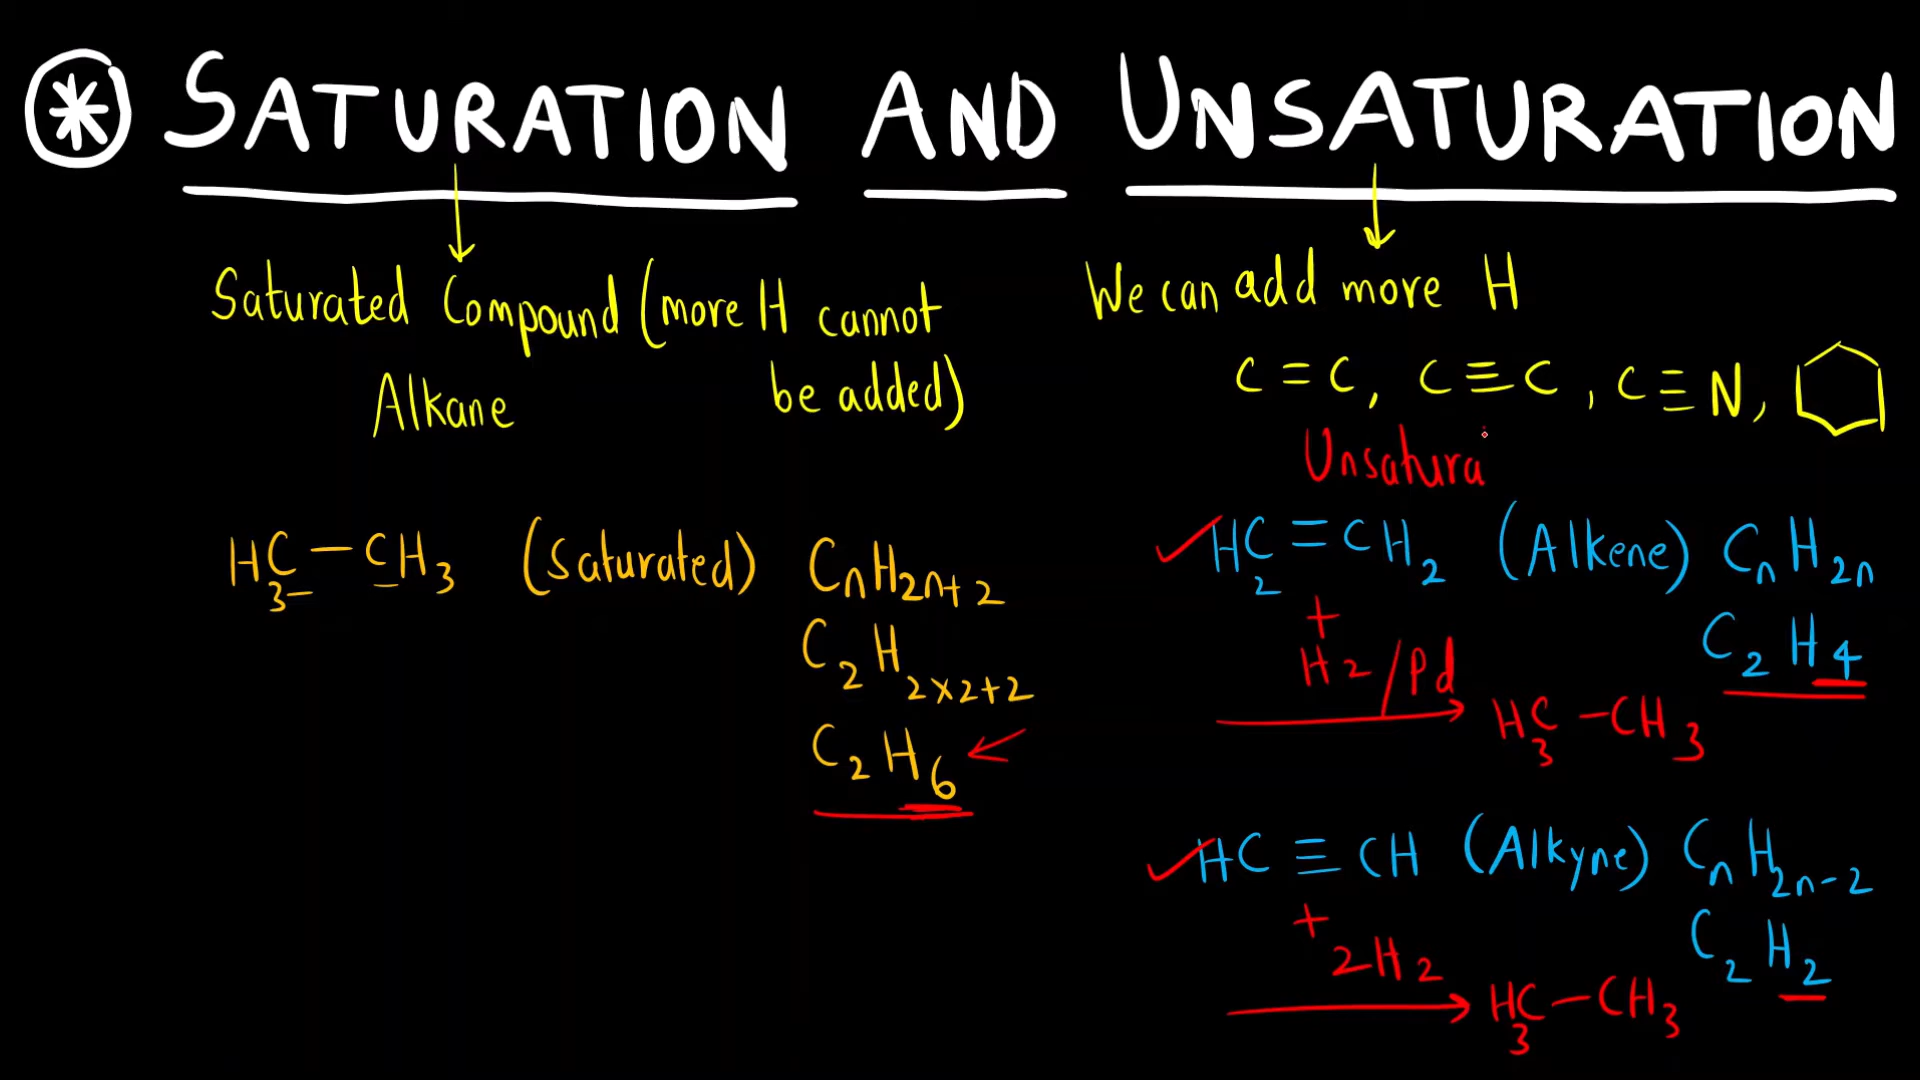 * SATURATION AND UNSATURATION
Saturated Compound (more H cannot
be added)
Alkane
H₃C – CH₃ (saturated) CₙH₂ₙ₊₂
C₂H₂ₓ₂₊₂
C₂H₆
We can add more H
C = C, C ≡ C, C ≡ N,
Unsatura
H₂C = CH₂ (Alkene) CₙH₂ₙ
C₂H₄
+
H₂/Pd
H₃C – CH₃
HC ≡ CH (Alkyne) CₙH₂ₙ₋₂
C₂H₂
+
2H₂
H₃C – CH₃